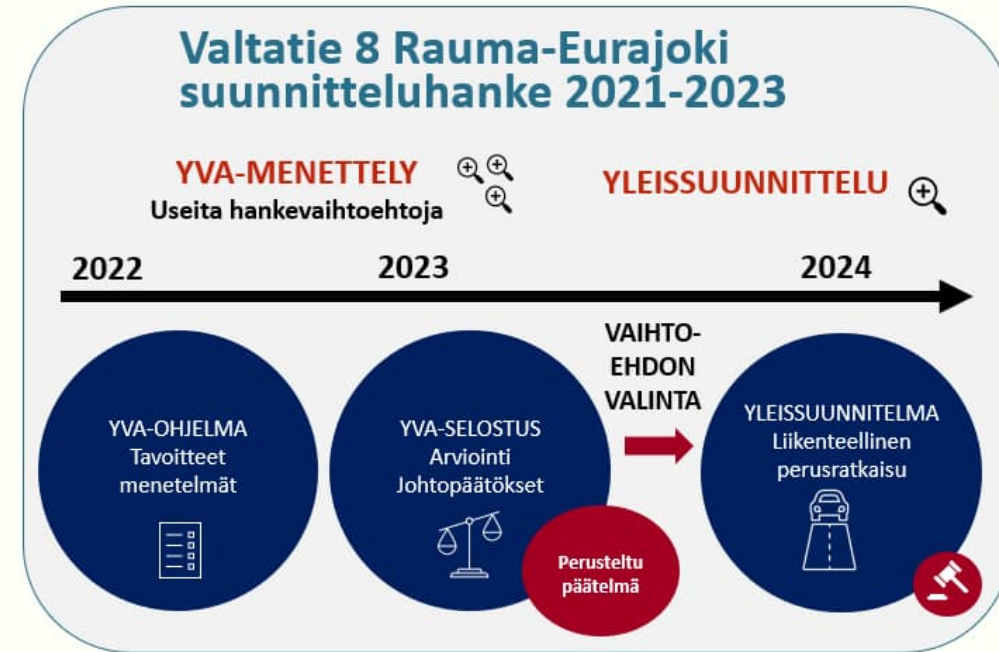 Valtatie 8 Rauma-Eurajoki
suunnitteluhanke 2021-2023
YVA-MENETTELY
Useita hankevaihtoehtoja
YLEISSUUNNITTELU
2022
2023
2024
YVA-OHJELMA
Tavoitteet
menetelmät
YVA-SELOSTUS
Arviointi
Johtopäätökset
Perusteltu
päätelmä
VAIHTO-
EHDON
VALINTA
YLEISSUUNNITELMA
Liikenteellinen
perusratkaisu